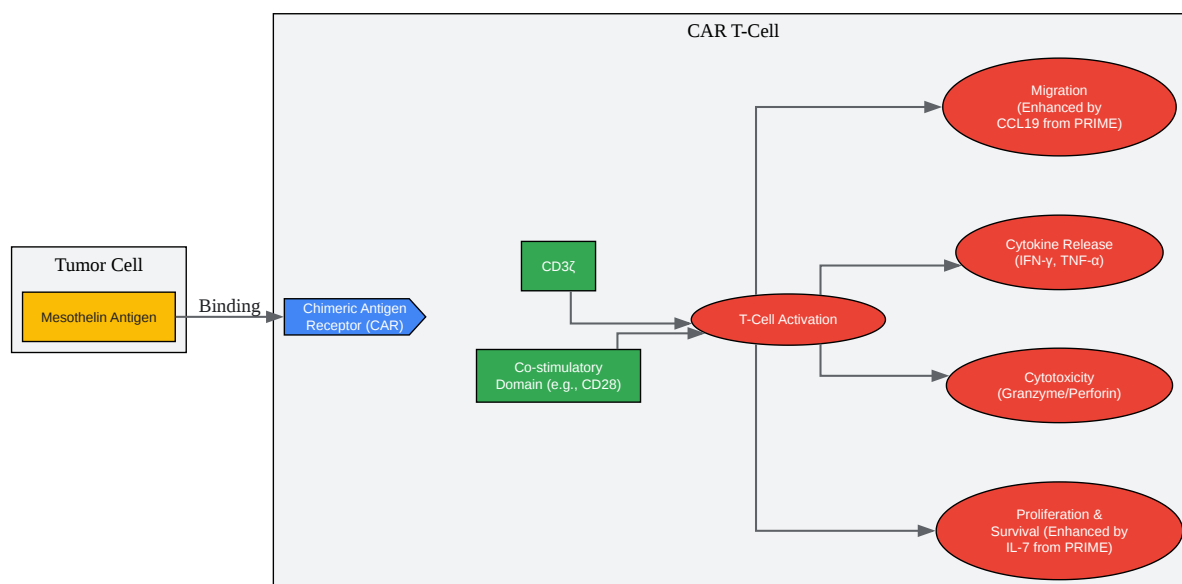 CAR T-Cell
Migration
(Enhanced by
CCL19 from PRIME)
Tumor Cell
Mesothelin Antigen
Binding
Chimeric Antigen
Receptor (CAR)
CD3ζ
Co-stimulatory
Domain (e.g., CD28)
T-Cell Activation
Cytokine Release
(IFN-γ, TNF-α)
Cytotoxicity
(Granzyme/Perforin)
Proliferation &
Survival (Enhanced by
IL-7 from PRIME)